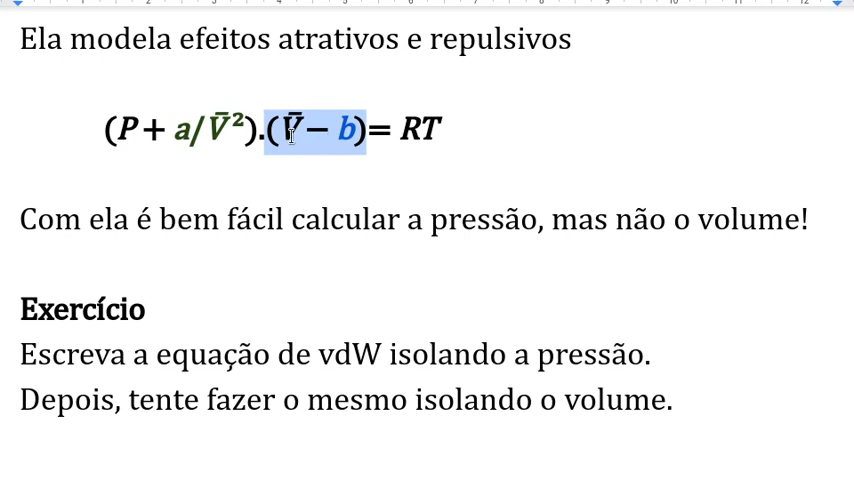 Ela modela efeitos atrativos e repulsivos
(P + a/V̄²).(V̄ − b)= RT
Com ela é bem fácil calcular a pressão, mas não o volume!
Exercício
Escreva a equação de vdW isolando a pressão.
Depois, tente fazer o mesmo isolando o volume.